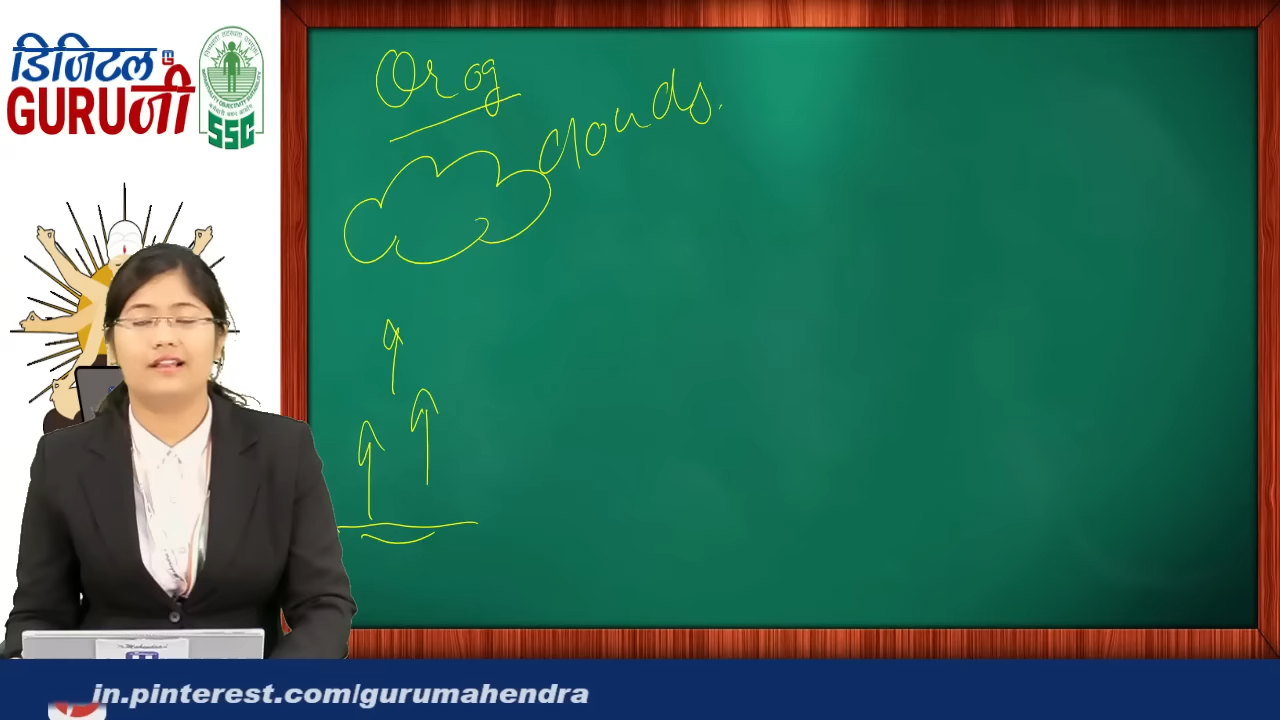 डिजिटल
GURUजी
SSC
Orog
clouds.
in.pinterest.com/gurumahendra